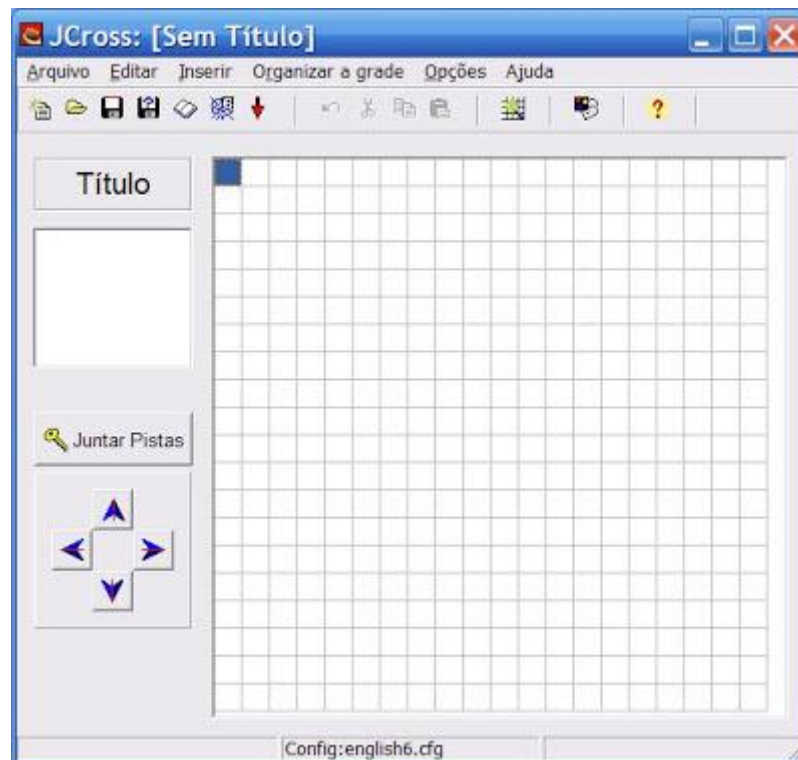 JCross: [Sem Título]
Arquivo Editar Inserir Organizar a grade Opções Ajuda
?
Título
Juntar Pistas
Config:english6.cfg